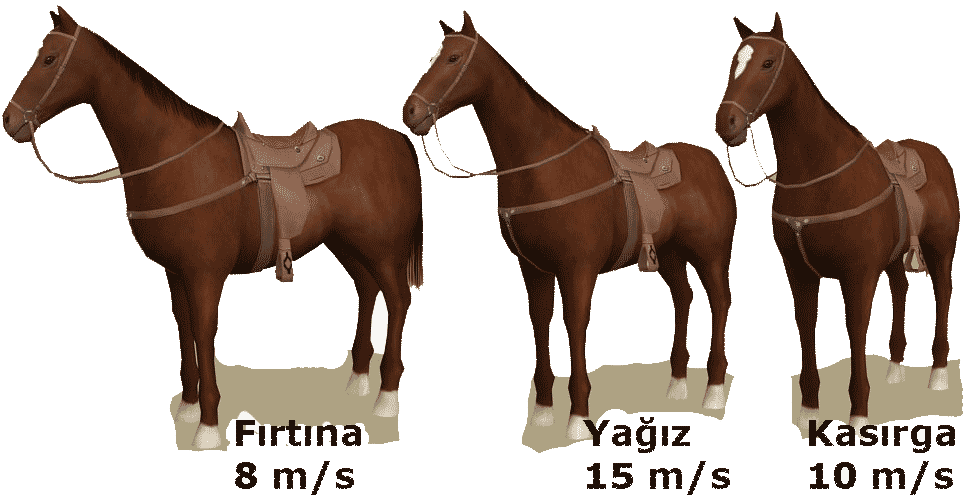 Fırtına
8 m/s
Yağız
15 m/s
Kasırga
10 m/s